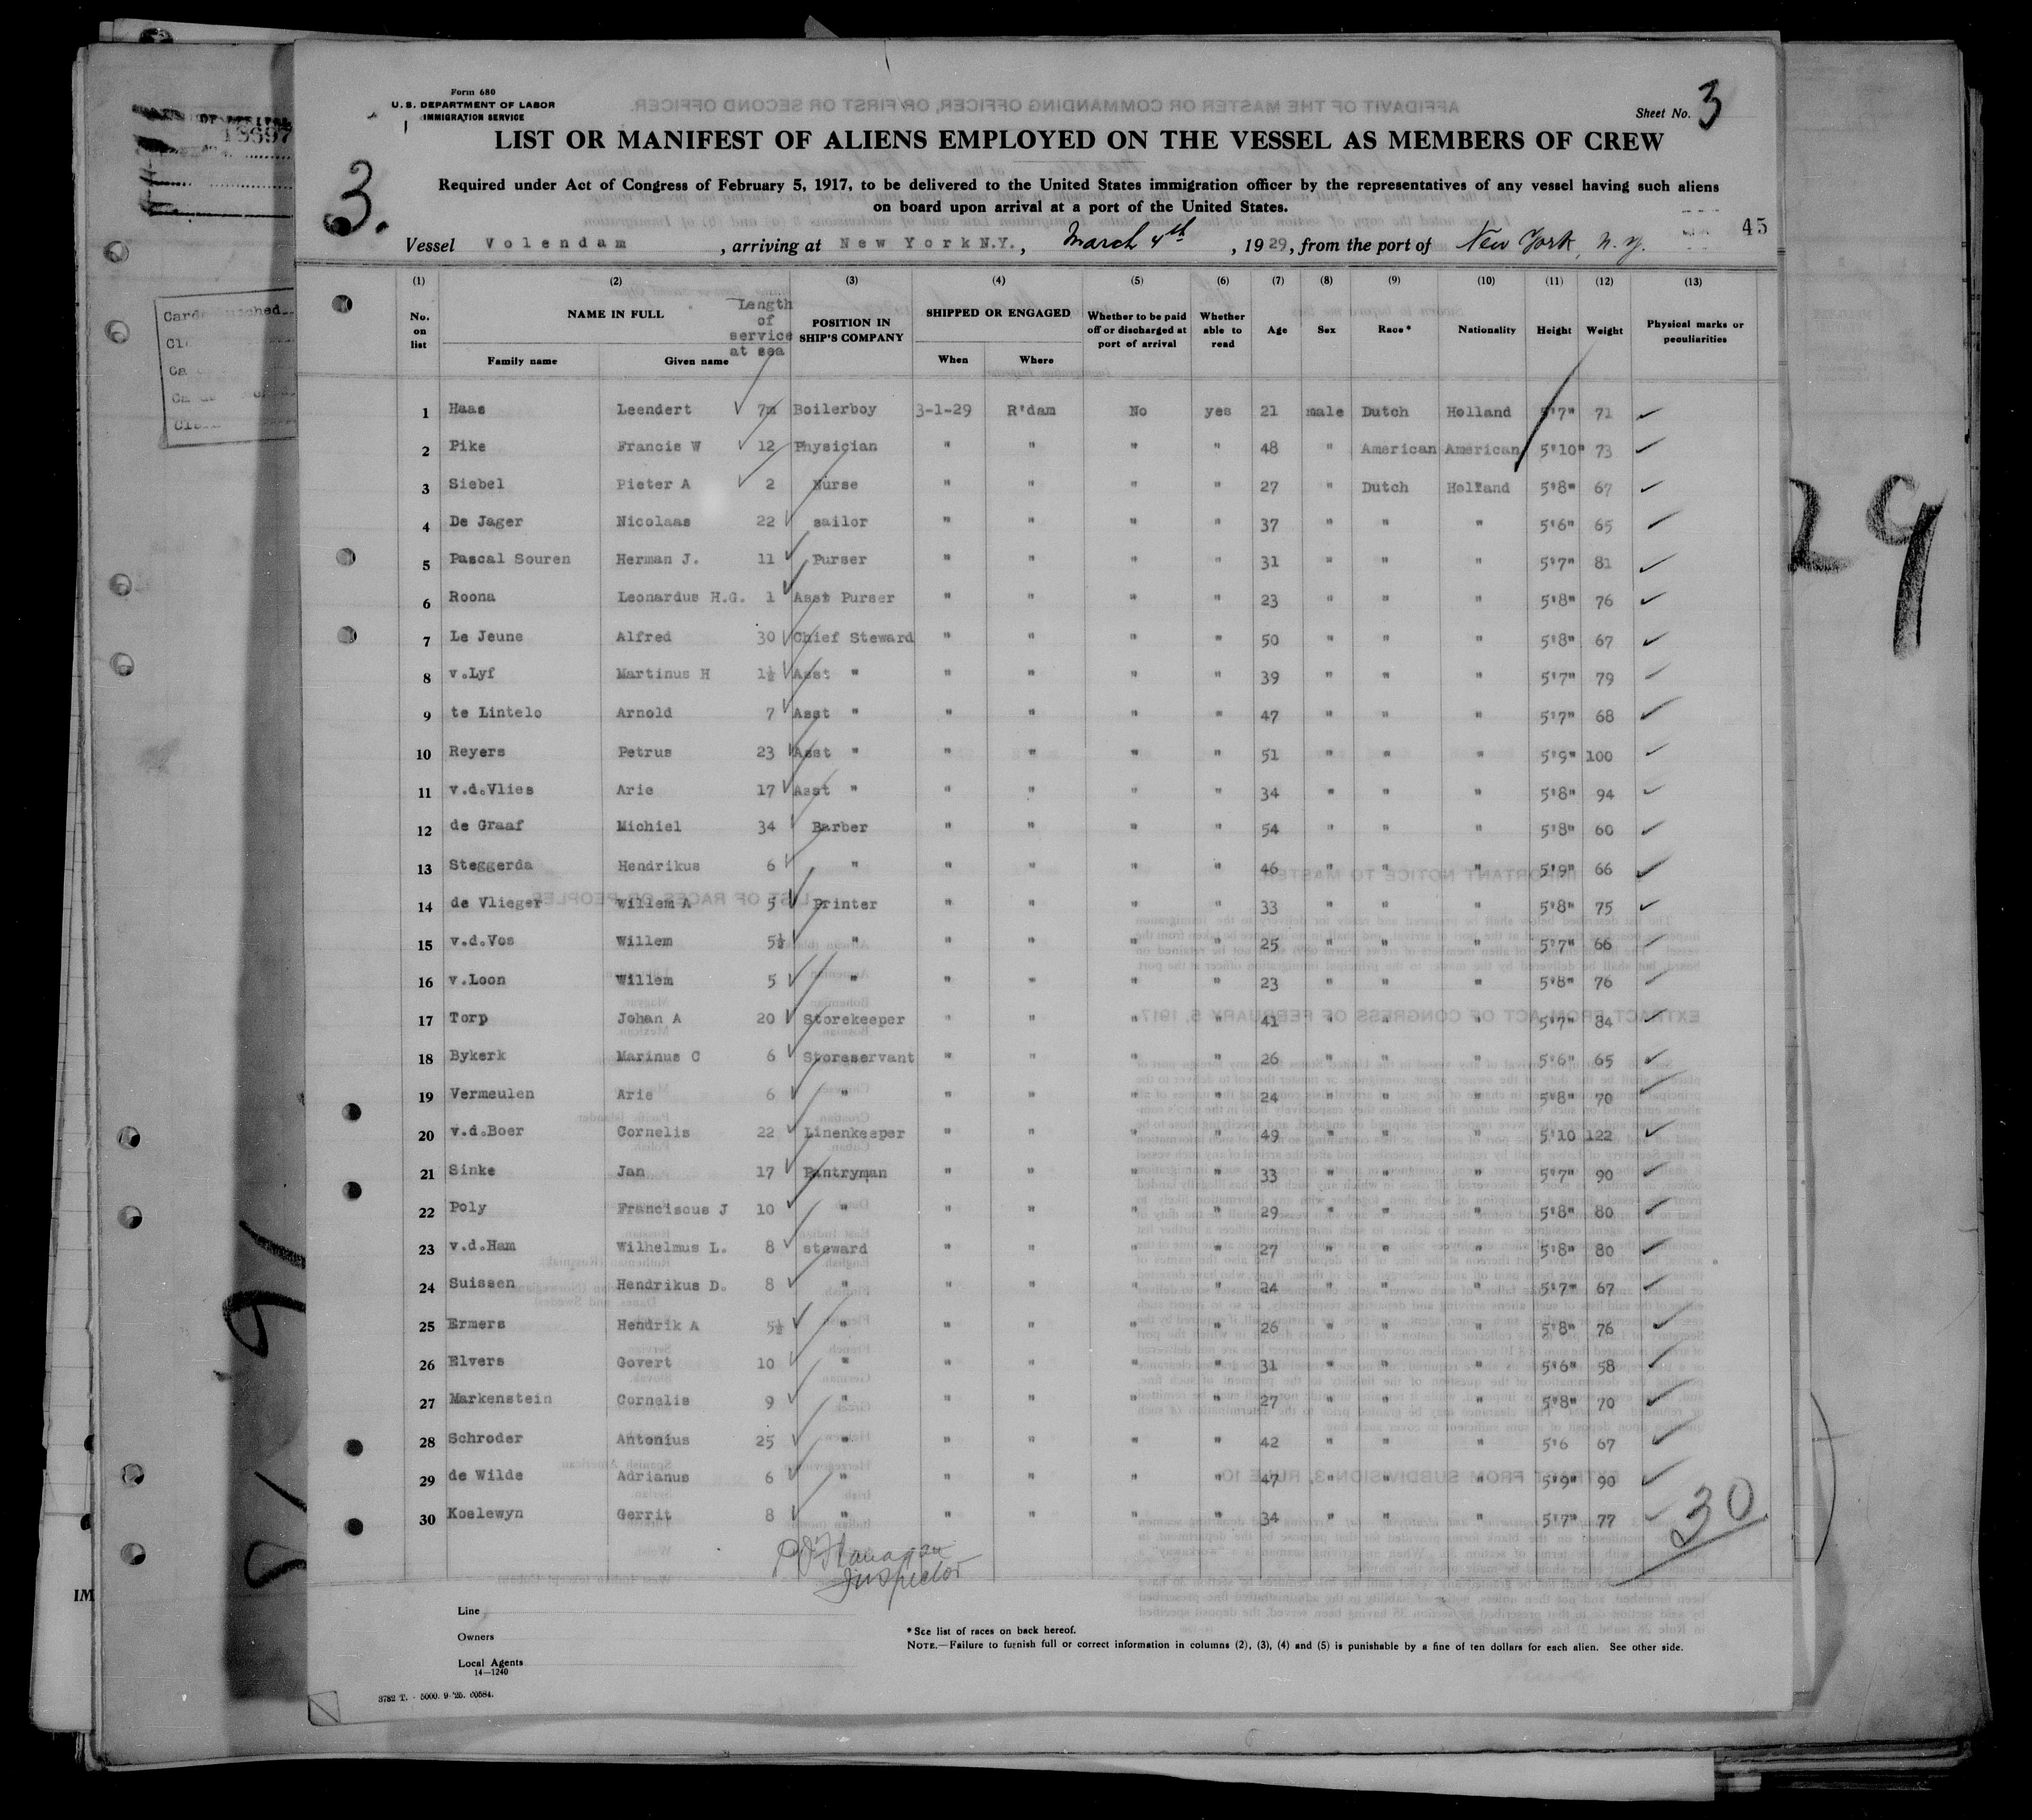 Form 680
U. S. DEPARTMENT OF LABOR
IMMIGRATION SERVICE
Sheet No. 3
LIST OR MANIFEST OF ALIENS EMPLOYED ON THE VESSEL AS MEMBERS OF CREW
3.
Required under Act of Congress of February 5, 1917, to be delivered to the United States immigration officer by the representatives of any vessel having such aliens
on board upon arrival at a port of the United States.
45
Vessel Volendam, arriving at New York N.Y., March 4th, 1929, from the port of New York, N. Y.
(1) (2) (3) (4) (5) (6) (7) (8) (9) (10) (11) (12) (13)
No. on list NAME IN FULL Family name Given name Length of service at sea POSITION IN SHIP'S COMPANY SHIPPED OR ENGAGED When Where Whether to be paid off or discharged at port of arrival Whether able to read Age Sex Race* Nationality Height Weight Physical marks or peculiarities
1 Haas Leendert 7m Boilerboy 3-1-29 R'dam No yes 21 male Dutch Holland 5'7" 71
2 Pike Francis W 12 Physician " " " " 48 " American American 5'10" 73
3 Siebel Pieter A 2 Nurse " " " " 27 " Dutch Holland 5'8" 67
4 De Jager Nicolaas 22 sailor " " " " 37 " " " 5'6" 65
5 Pascal Souren Herman J. 11 Purser " " " " 31 " " " 5'7" 81
6 Roona Leonardus H.G. 1 Asst Purser " " " " 23 " " " 5'8" 76
7 Le Jeune Alfred 30 Chief Steward " " " " 50 " " " 5'8" 67
8 v.Lyf Martinus H 1½ Asst " " " " " 39 " " " 5'7" 79
9 te Lintelo Arnold 7 Asst " " " " " 47 " " " 5'7" 68
10 Reyers Petrus 23 Asst " " " " " 51 " " " 5'9" 100
11 v.d.Vlies Arie 17 Asst " " " " " 34 " " " 5'8" 94
12 de Graaf Michiel 34 Barber " " " " 54 " " " 5'8" 60
13 Steggerda Hendrikus 6 " " " " " 46 " " " 5'9" 66
14 de Vlieger Willem A 5 Printer " " " " 33 " " " 5'8" 75
15 v.d.Vos Willem 5½ " " " " " 25 " " " 5'7" 66
16 v.Loon Willem 5 " " " " " 23 " " " 5'8" 76
17 Torp Johan A 20 Storekeeper " " " " 41 " " " 5'7" 84
18 Bykerk Marinus C 6 Storeservant " " " " 26 " " " 5'6" 65
19 Vermeulen Arie 6 " " " " " 24 " " " 5'8" 70
20 v.d.Boer Cornelis 22 Linenkeeper " " " " 49 " " " 5'10 122
21 Sinke Jan 17 Pantryman " " " " 33 " " " 5'7" 90
22 Poly Franciscus J 10 " " " " " 29 " " " 5'8" 80
23 v.d.Ham Wilhelmus L. 8 steward " " " " 27 " " " 5'8" 80
24 Suissen Hendrikus D. 8 " " " " " 24 " " " 5'7" 67
25 Ermers Hendrik A 5½ " " " " " 26 " " " 5'8" 76
26 Elvers Govert 10 " " " " " 31 " " " 5'6" 58
27 Markenstein Cornelis 9 " " " " " 27 " " " 5'8" 70
28 Schroder Antonius 25 " " " " " 42 " " " 5'6 67
29 de Wilde Adrianus 6 " " " " " 47 " " " 5'9" 90
30 Koelewyn Gerrit 8 " " " " " 34 " " " 5'7" 77
30
Inspector
Line
Owners
Local Agents
14—1240
* See list of races on back hereof.
NOTE.—Failure to furnish full or correct information in columns (2), (3), (4) and (5) is punishable by a fine of ten dollars for each alien. See other side.
3782 T. - 5000. 9-'26. 00584.
29